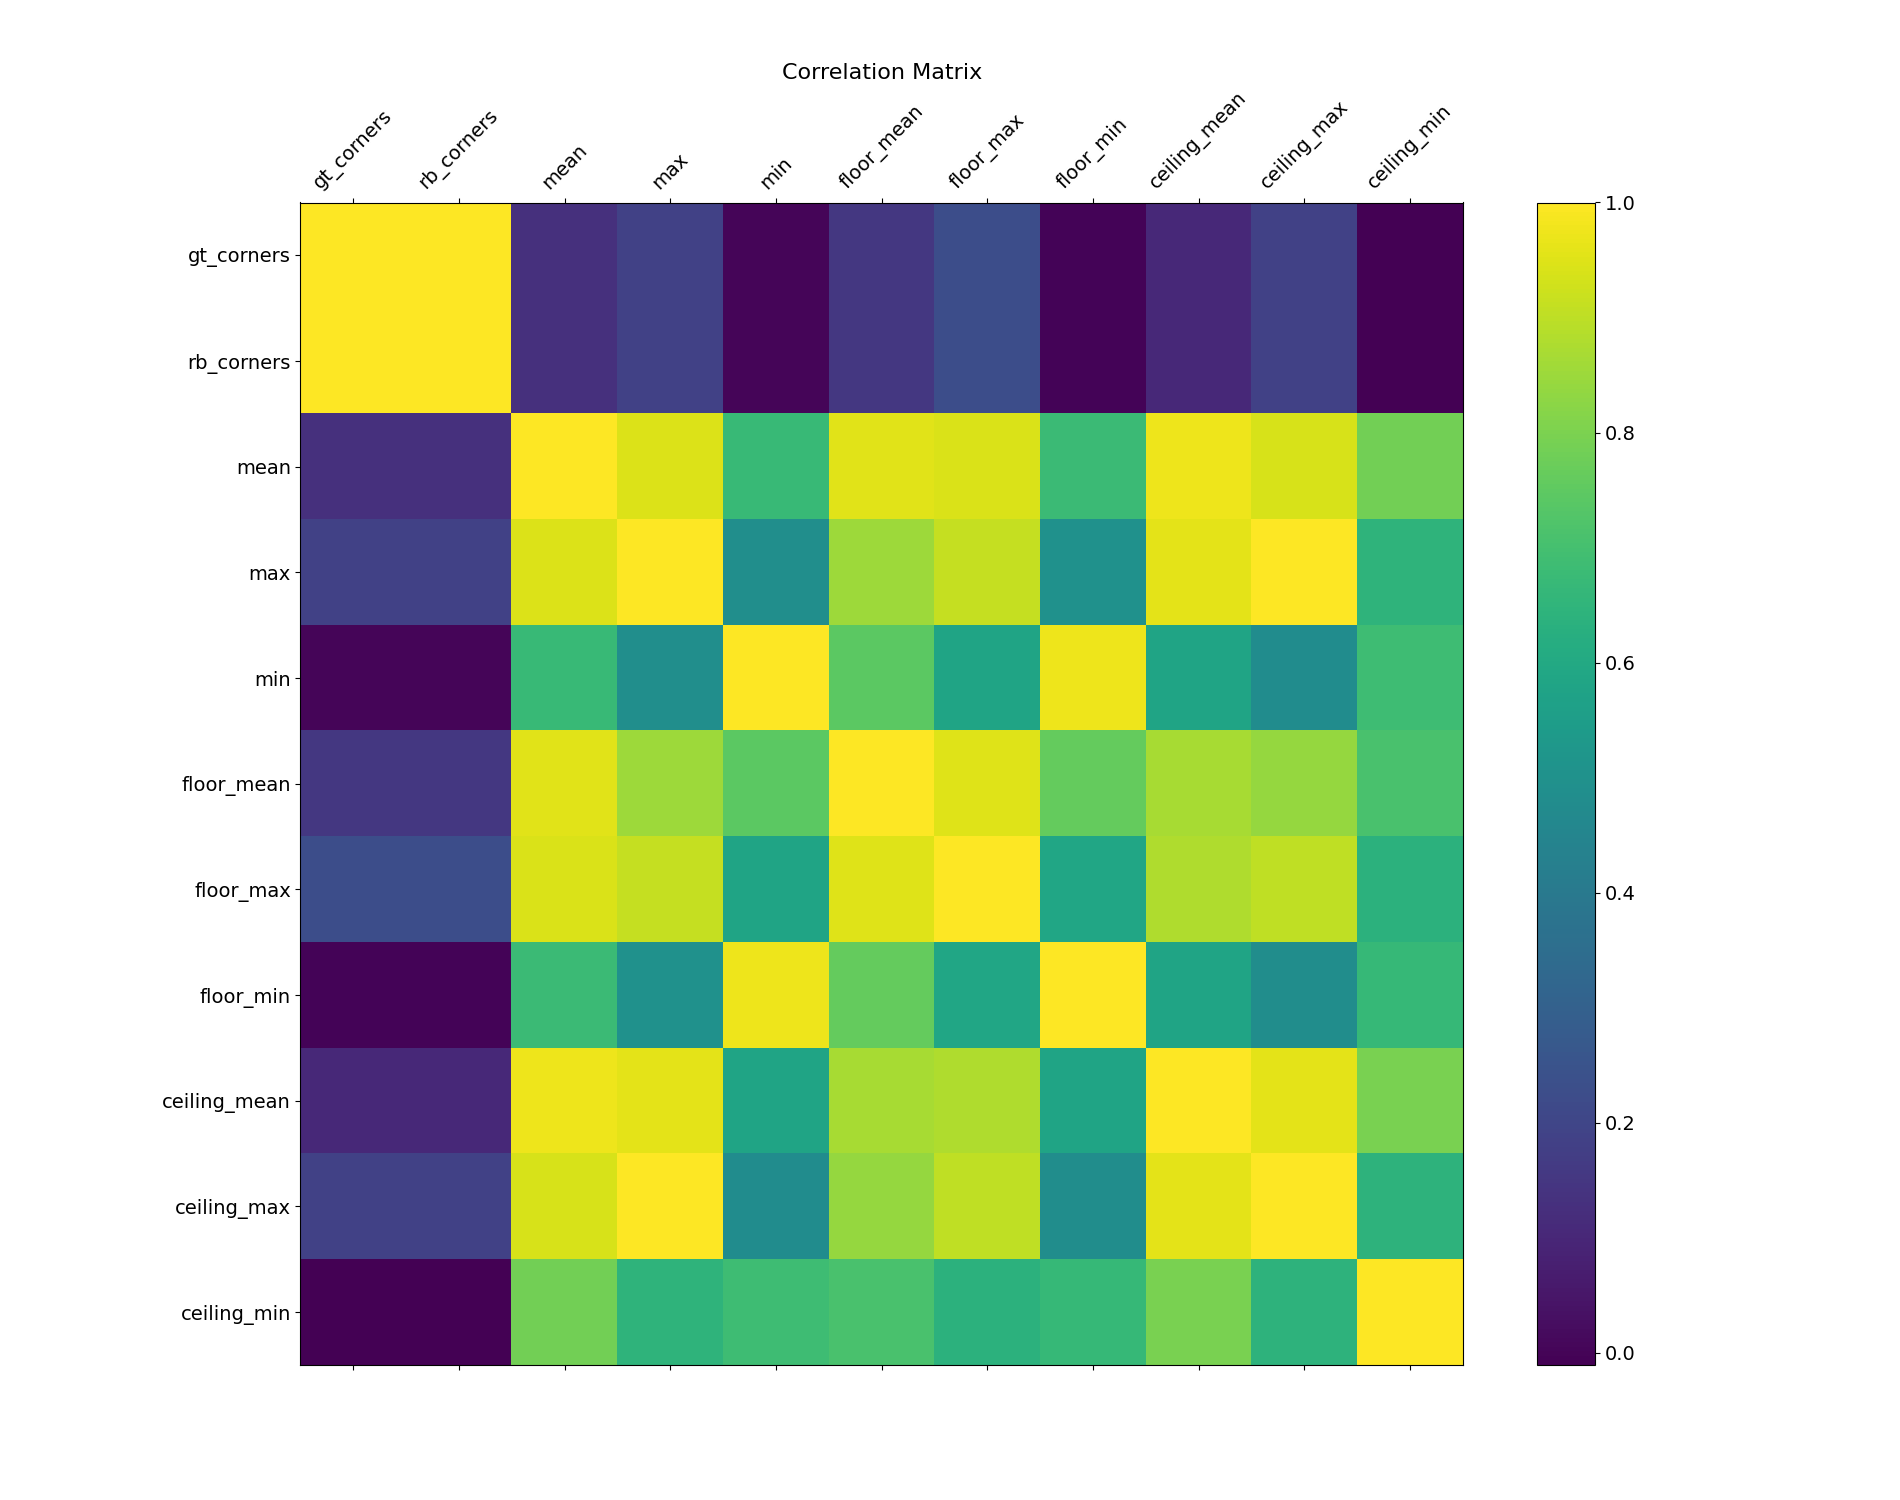 Correlation Matrix
gt_corners
rb_corners
mean
max
min
floor_mean
floor_max
floor_min
ceiling_mean
ceiling_max
ceiling_min
gt_corners
rb_corners
mean
max
min
floor_mean
floor_max
floor_min
ceiling_mean
ceiling_max
ceiling_min
1.0
0.8
0.6
0.4
0.2
0.0